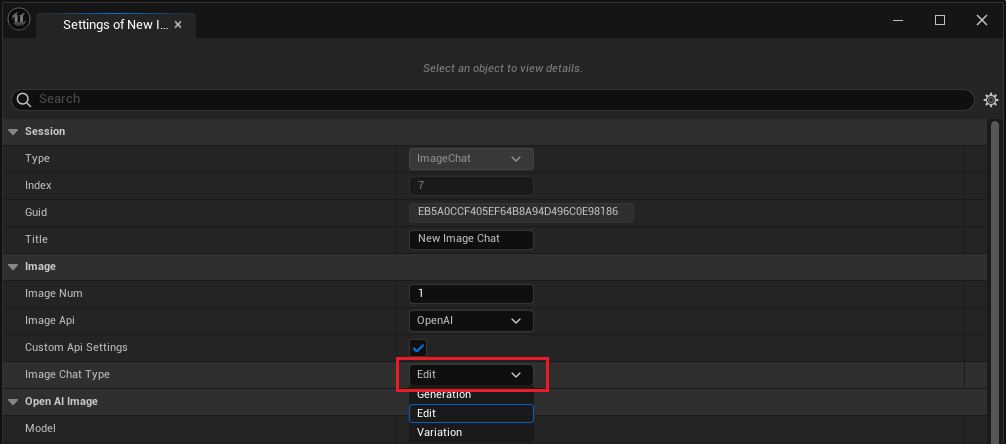 Settings of New I...
Select an object to view details.
Search
Session
Type ImageChat
Index 7
Guid EB5A0CCF405EF64B8A94D496C0E98186
Title New Image Chat
Image
Image Num 1
Image Api OpenAI
Custom Api Settings
Image Chat Type Edit
Generation
Open AI Image
Edit
Model
Variation